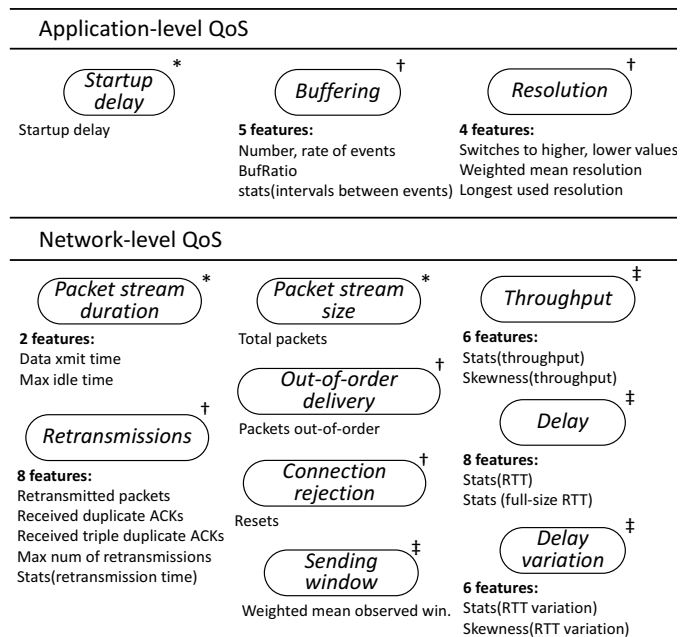 Application-level QoS
Startup delay *
Startup delay
Buffering †
5 features:
Number, rate of events
BufRatio
stats(intervals between events)
Resolution †
4 features:
Switches to higher, lower values
Weighted mean resolution
Longest used resolution
Network-level QoS
Packet stream duration *
2 features:
Data xmit time
Max idle time
Retransmissions †
8 features:
Retransmitted packets
Received duplicate ACKs
Received triple duplicate ACKs
Max num of retransmissions
Stats(retransmission time)
Packet stream size *
Total packets
Out-of-order delivery †
Packets out-of-order
Connection rejection †
Resets
Sending window ‡
Weighted mean observed win.
Throughput ‡
6 features:
Stats(throughput)
Skewness(throughput)
Delay ‡
8 features:
Stats(RTT)
Stats (full-size RTT)
Delay variation ‡
6 features:
Stats(RTT variation)
Skewness(RTT variation)